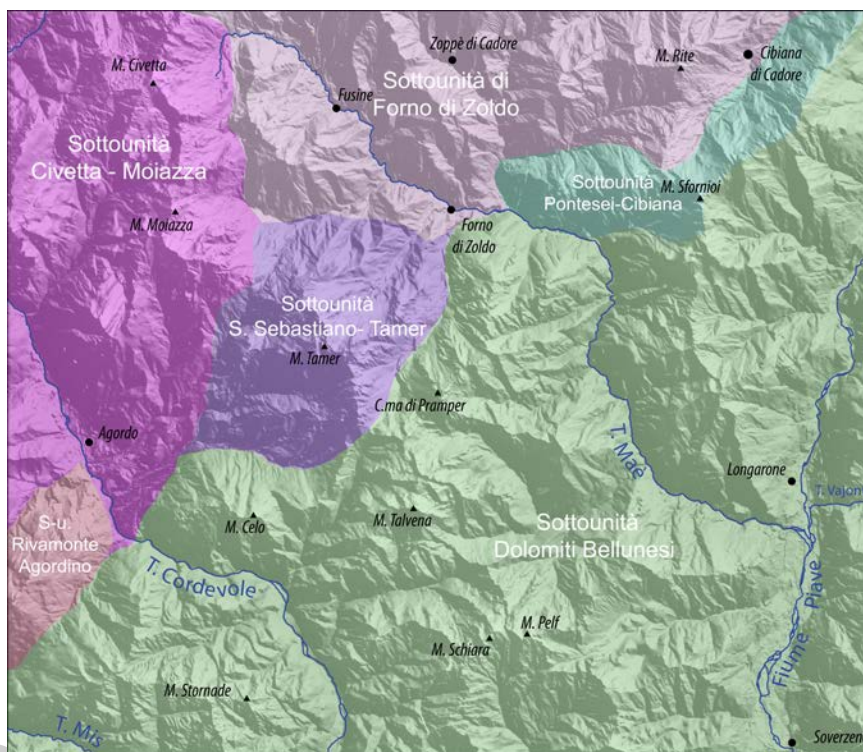 Zoppè di Cadore
Cibiana
di Cadore
M. Civetta
M. Rite
Sottounità di
Forno di Zoldo
Fusine
Sottounità
Civetta - Moiazza
Sottounità
Pontesei-Cibiana
M. Sfornioi
M. Moiazza
Forno
di Zoldo
Sottounità
S. Sebastiano- Tamer
M. Tamer
C.ma di Pramper
Agordo
T. Maè
Longarone
T. Vajont
S-u.
Rivamonte
Agordino
M. Celo
M. Talvena
Sottounità
Dolomiti Bellunesi
T. Cordevole
Fiume Piave
M. Schiara
M. Pelf
M. Stornade
T. Mis
Soverzen